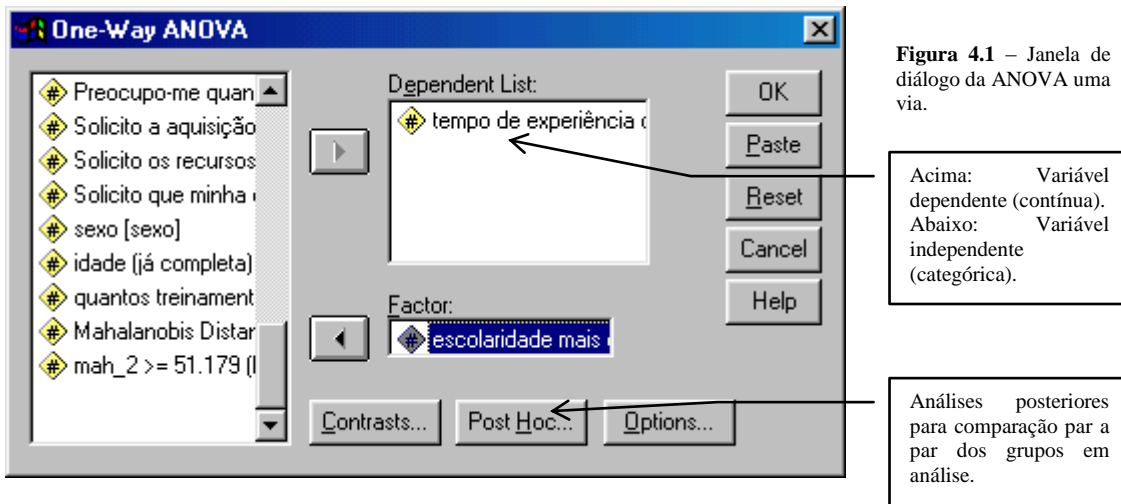 One-Way ANOVA
Preocupo-me quan
Solicito a aquisição
Solicito os recursos
Solicito que minha
sexo [sexo]
idade (já completa)
quantos treinament
Mahalanobis Distar
mah_2 >= 51.179 (
Dependent List:
tempo de experiência
Factor:
escolaridade mais
Contrasts...
Post Hoc...
Options...
OK
Paste
Reset
Cancel
Help
Figura 4.1 – Janela de
diálogo da ANOVA uma
via.
Acima: Variável
dependente (contínua).
Abaixo: Variável
independente
(categórica).
Análises posteriores
para comparação par a
par dos grupos em
análise.